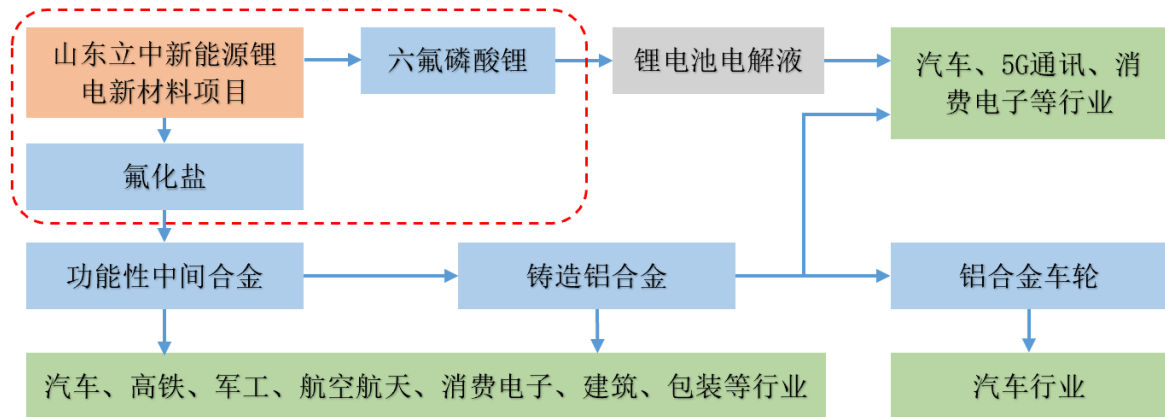 山东立中新能源锂
电新材料项目
六氟磷酸锂
锂电池电解液
汽车、5G通讯、消
费电子等行业
氟化盐
功能性中间合金
铸造铝合金
铝合金车轮
汽车、高铁、军工、航空航天、消费电子、建筑、包装等行业
汽车行业